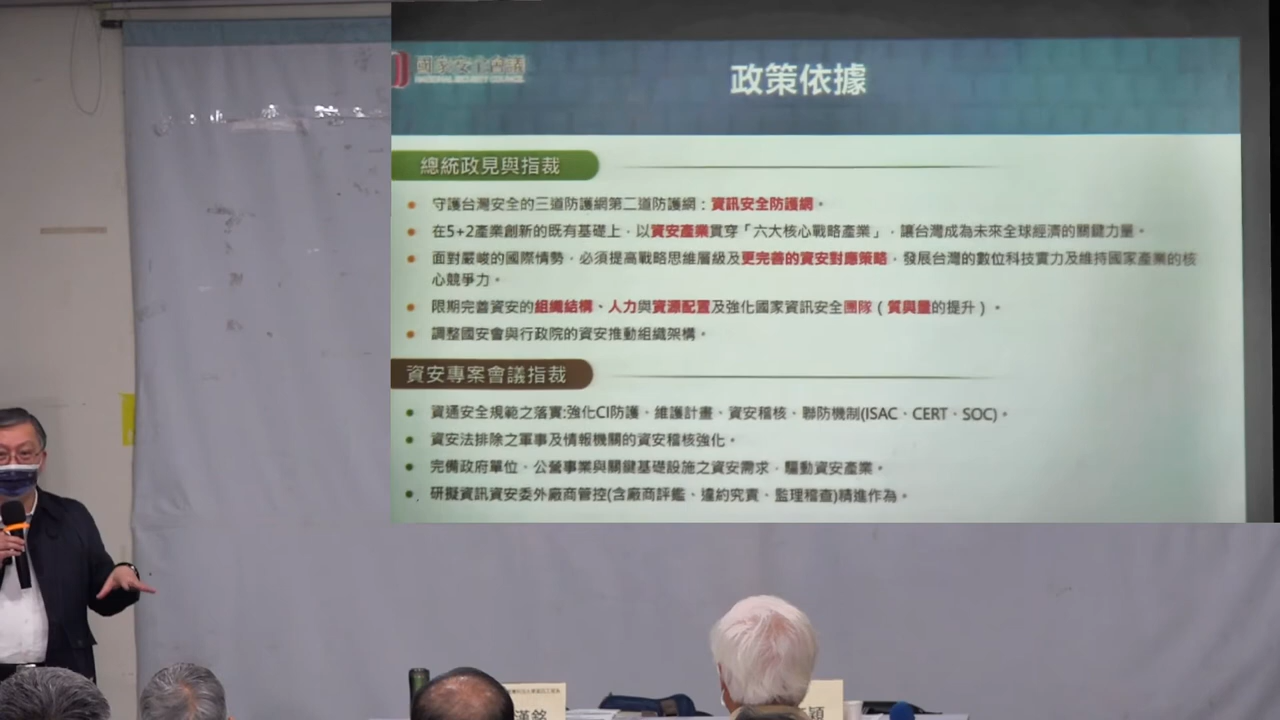 國家安全會議
NATIONAL SECURITY COUNCIL
政策依據
總統政見與指裁
守護台灣安全的三道防護網第二道防護網：資訊安全防護網。
在5+2產業創新的既有基礎上，以資安產業貫穿「六大核心戰略產業」，讓台灣成為未來全球經濟的關鍵力量。
面對嚴峻的國際情勢，必須提高戰略思維層級及更完善的資安對應策略，發展台灣的數位科技實力及維持國家產業的核
心競爭力。
限期完善資安的組織結構、人力與資源配置及強化國家資訊安全團隊（質與量的提升）。
調整國安會與行政院的資安推動組織架構。
資安專案會議指裁
資通安全規範之落實:強化CI防護、維護計畫、資安稽核、聯防機制(ISAC、CERT、SOC)。
資安法排除之軍事及情報機關的資安稽核強化。
完備政府單位、公營事業與關鍵基礎設施之資安需求，驅動資安產業。
研擬資訊資安委外廠商管控(含廠商評鑑、違約究責、監理稽查)精進作為。
漢銘
穎